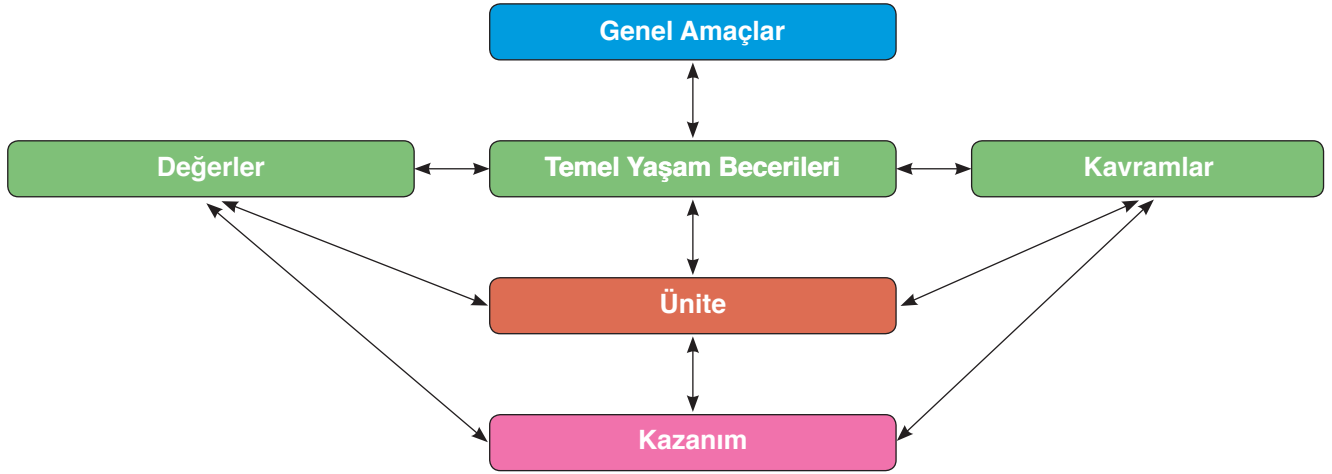 Genel Amaçlar
Değerler
Temel Yaşam Becerileri
Kavramlar
Ünite
Kazanım